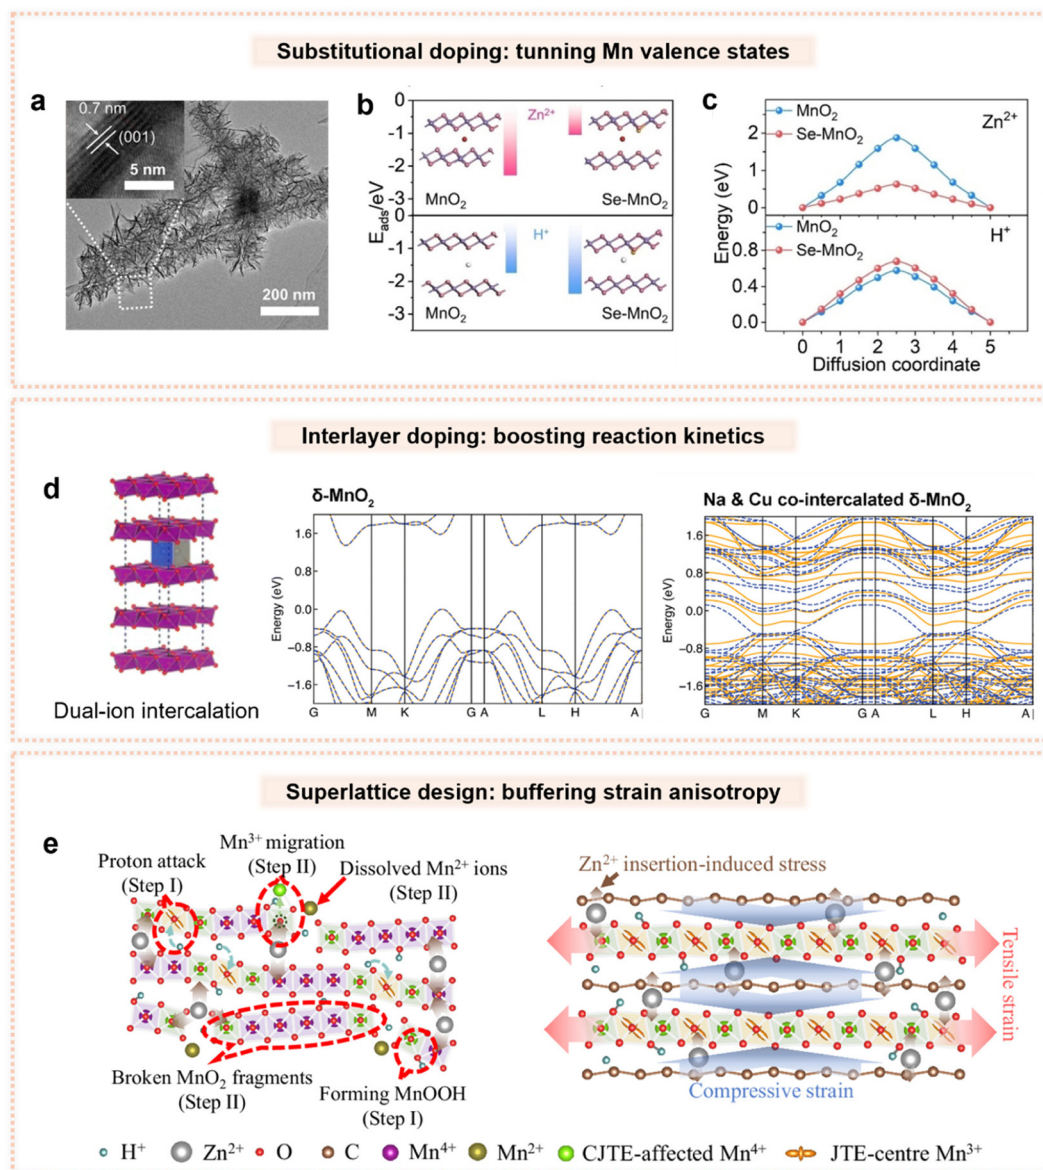 Substitutional doping: tunning Mn valence states
a
0.7 nm
(001)
5 nm
200 nm
b
0
-1
-2
-3
0
-1
-2
-3
E_ads/eV
Zn²⁺
MnO₂
Se-MnO₂
H⁺
MnO₂
Se-MnO₂
c
MnO₂
Se-MnO₂
Zn²⁺
2
1
0
Energy (eV)
MnO₂
Se-MnO₂
H⁺
0.8
0.4
0.0
0 1 2 3 4 5
Diffusion coordinate
Interlayer doping: boosting reaction kinetics
d
Dual-ion intercalation
δ-MnO₂
Energy (eV)
1.6
0.8
0.0
−0.8
−1.6
G M K G A L H A
Na & Cu co-intercalated δ-MnO₂
Energy (eV)
1.6
0.8
0.0
−0.8
−1.6
G M K G A L H A
Superlattice design: buffering strain anisotropy
e
Proton attack
(Step I)
Mn³⁺ migration
(Step II)
Dissolved Mn²⁺ ions
(Step II)
Broken MnO₂ fragments
(Step II)
Forming MnOOH
(Step I)
Zn²⁺ insertion-induced stress
Tensile strain
Compressive strain
H⁺ Zn²⁺ O C Mn⁴⁺ Mn²⁺ CJTE-affected Mn⁴⁺ JTE-centre Mn³⁺